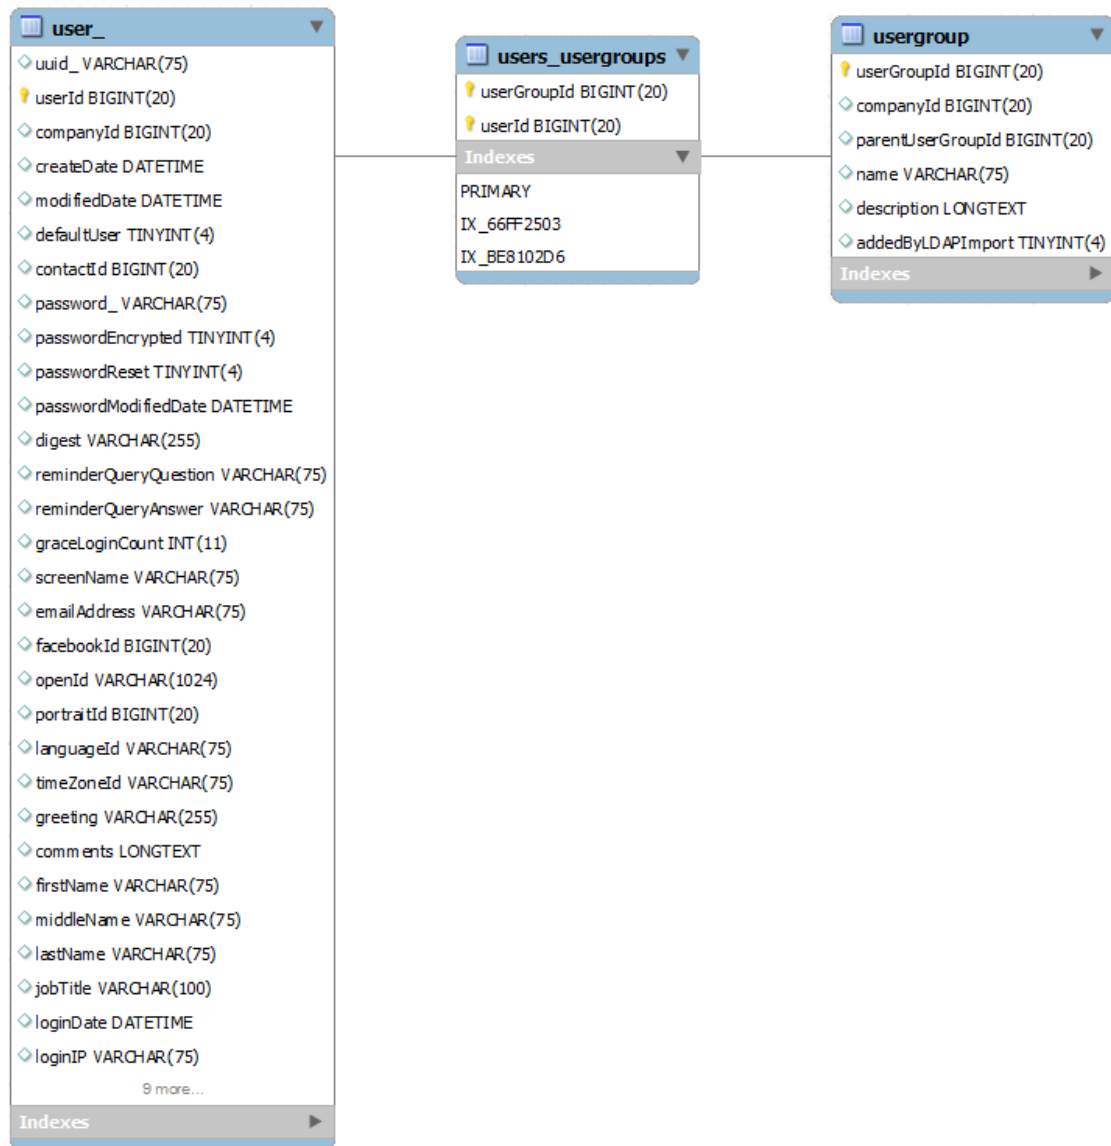 user_
uuid_ VARCHAR(75)
userId BIGINT(20)
companyId BIGINT(20)
createDate DATETIME
modifiedDate DATETIME
defaultUser TINYINT(4)
contactId BIGINT(20)
password_ VARCHAR(75)
passwordEncrypted TINYINT(4)
passwordReset TINYINT(4)
passwordModifiedDate DATETIME
digest VARCHAR(255)
reminderQueryQuestion VARCHAR(75)
reminderQueryAnswer VARCHAR(75)
graceLoginCount INT(11)
screenName VARCHAR(75)
emailAddress VARCHAR(75)
facebookId BIGINT(20)
openId VARCHAR(1024)
portraitId BIGINT(20)
languageId VARCHAR(75)
timeZoneId VARCHAR(75)
greeting VARCHAR(255)
comments LONGTEXT
firstName VARCHAR(75)
middleName VARCHAR(75)
lastName VARCHAR(75)
jobTitle VARCHAR(100)
loginDate DATETIME
loginIP VARCHAR(75)
9 more...
Indexes
users_usergroups
userGroupId BIGINT(20)
userId BIGINT(20)
Indexes
PRIMARY
IX_66FF2503
IX_BE8102D6
usergroup
userGroupId BIGINT(20)
companyId BIGINT(20)
parentUserGroupId BIGINT(20)
name VARCHAR(75)
description LONGTEXT
addedByLDAPImport TINYINT(4)
Indexes